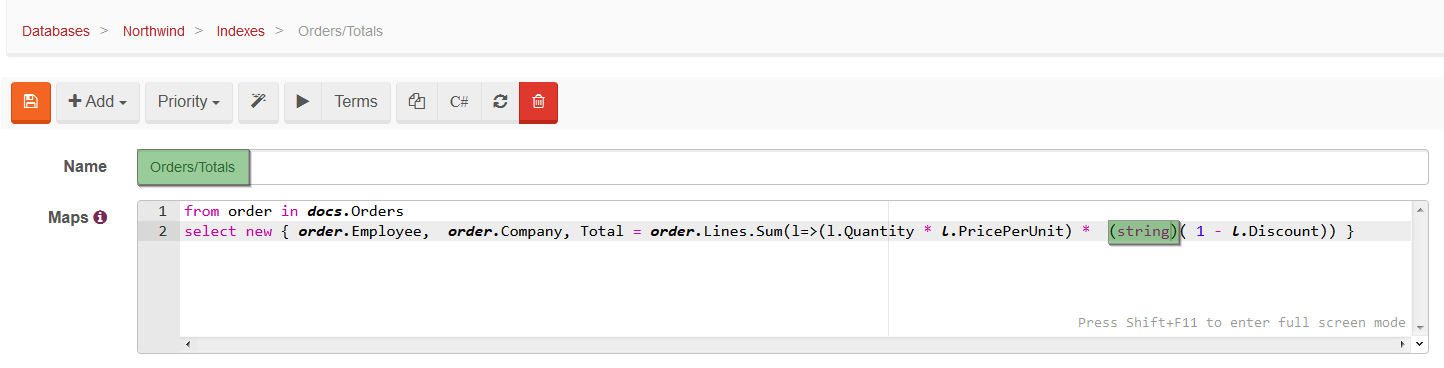 Databases > Northwind > Indexes > Orders/Totals
Add Priority Terms C#
Name Orders/Totals
Maps
1 from order in docs.Orders
2 select new { order.Employee,  order.Company, Total = order.Lines.Sum(l=>(l.Quantity * l.PricePerUnit) *  (string)( 1 - l.Discount)) }
Press Shift+F11 to enter full screen mode